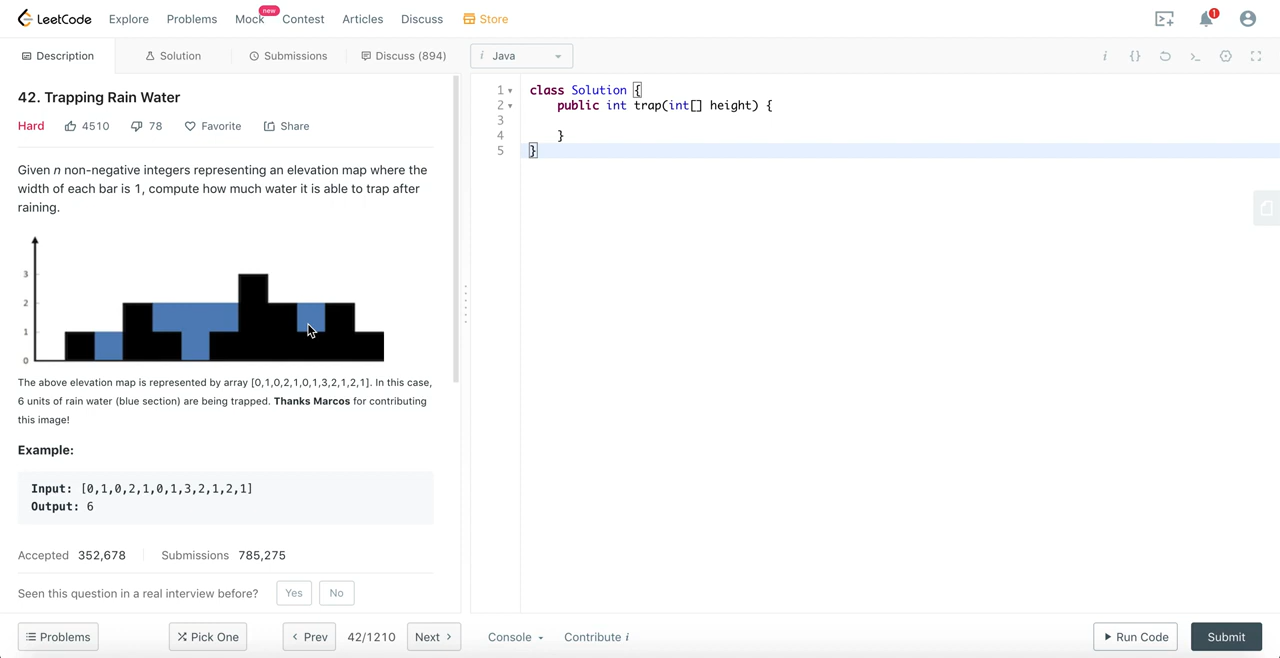 LeetCode Explore Problems Mock new Contest Articles Discuss Store 1
Description Solution Submissions Discuss (894) i Java i {} >_
42. Trapping Rain Water
Hard 4510 78 Favorite Share
Given n non-negative integers representing an elevation map where the
width of each bar is 1, compute how much water it is able to trap after
raining.
3
2
1
0
The above elevation map is represented by array [0,1,0,2,1,0,1,3,2,1,2,1]. In this case,
6 units of rain water (blue section) are being trapped. Thanks Marcos for contributing
this image!
Example:
Input: [0,1,0,2,1,0,1,3,2,1,2,1]
Output: 6
Accepted 352,678 Submissions 785,275
Seen this question in a real interview before? Yes No
1 class Solution {
2 public int trap(int[] height) {
3
4 }
5 }
Problems Pick One < Prev 42/1210 Next > Console Contribute i Run Code Submit